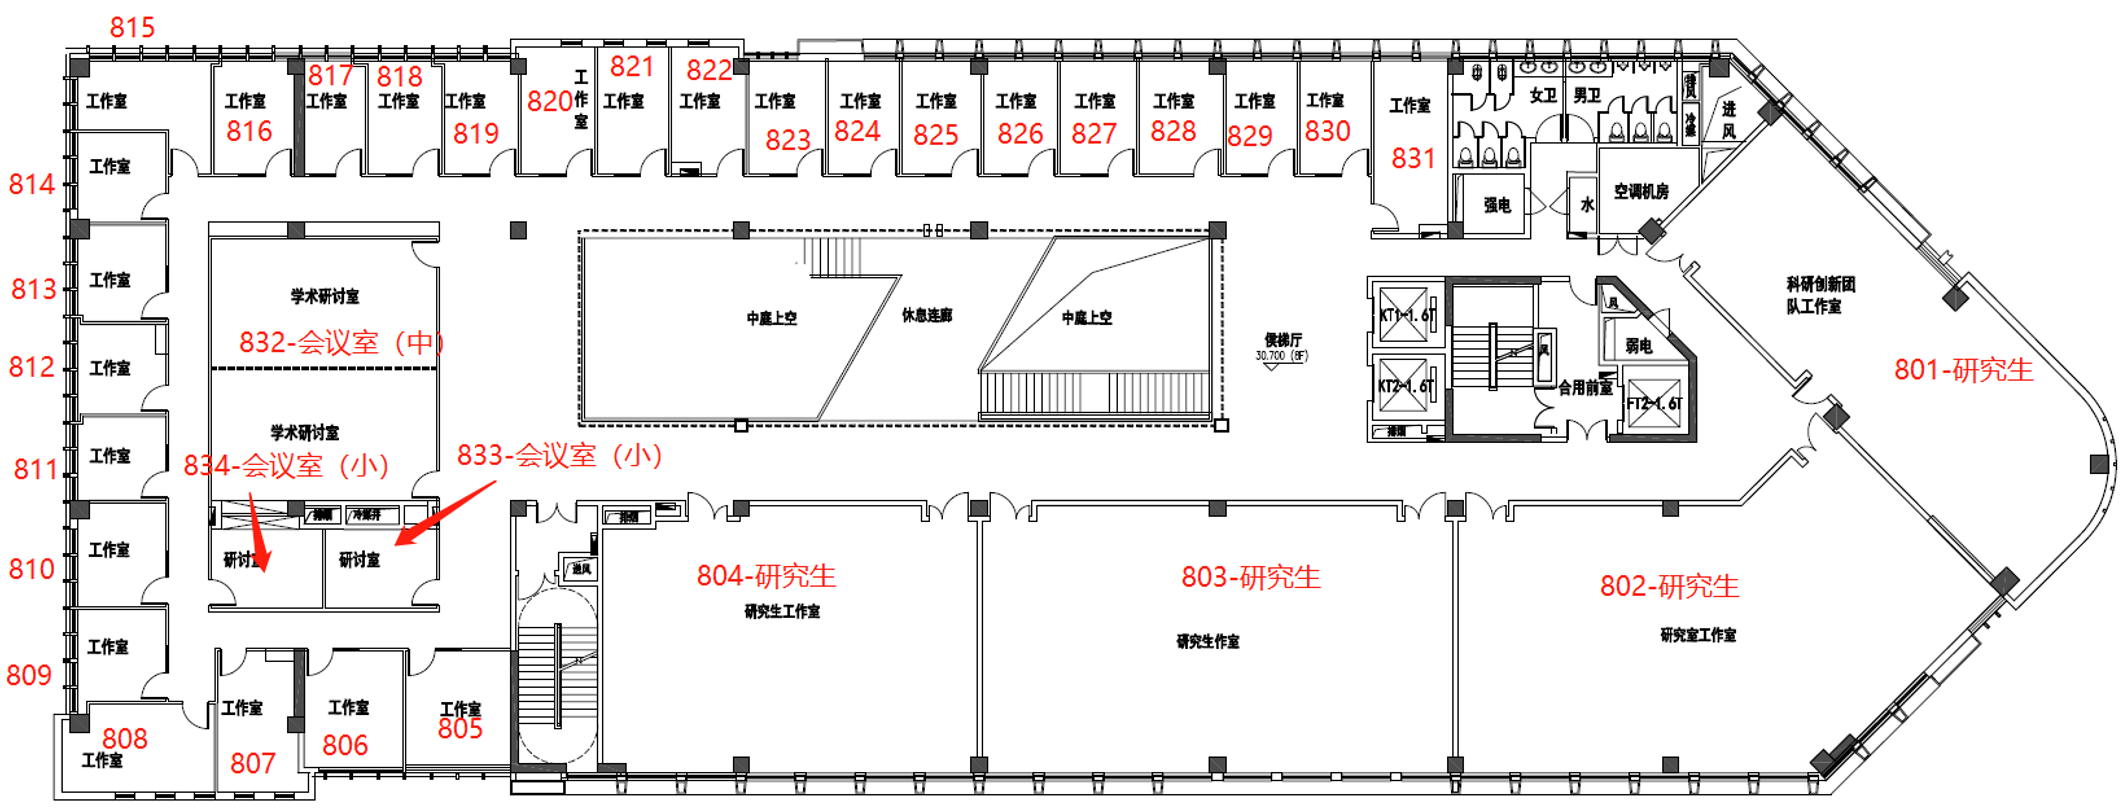 815
817
818
821
822
工作室
工作室
816
工作室
工作室
工作室
819
820
工作室
工作室
工作室
工作室
823
工作室
824
工作室
825
工作室
826
工作室
827
工作室
828
工作室
829
工作室
830
工作室
831
女卫
男卫
排风
冷媒
进风
强电
水
空调机房
814
工作室
813
工作室
812
工作室
811
工作室
810
工作室
809
工作室
808
工作室
学术研讨室
832-会议室（中）
学术研讨室
834-会议室（小）
833-会议室（小）
排烟
冷媒井
研讨室
研讨室
中庭上空
休息连廊
中庭上空
候梯厅
30.700 (8F)
KT1-1.6T
KT2-1.6T
排烟
风
风
弱电
合用前室
FT2-1.6T
科研创新团
队工作室
801-研究生
排烟
送风
804-研究生
研究生工作室
803-研究生
研究生作室
802-研究生
研究室工作室
工作室
807
工作室
806
工作室
805